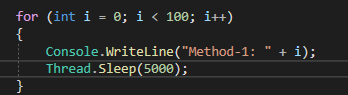 for (int i = 0; i < 100; i++)
{
    Console.WriteLine("Method-1: " + i);
    Thread.Sleep(5000);
}